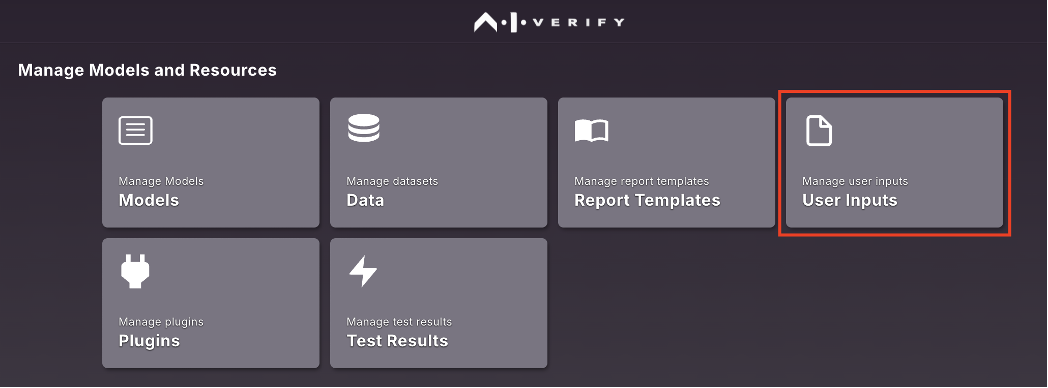 A·I·VERIFY
Manage Models and Resources
Manage Models
Models
Manage datasets
Data
Manage report templates
Report Templates
Manage user inputs
User Inputs
Manage plugins
Plugins
Manage test results
Test Results